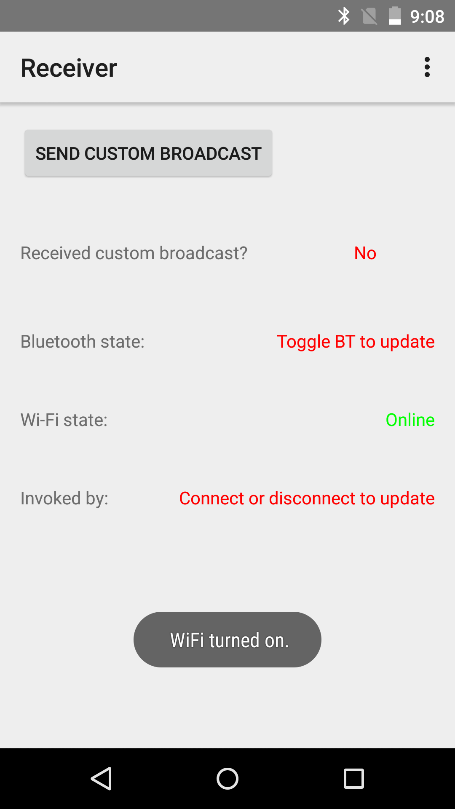 9:08
Receiver
SEND CUSTOM BROADCAST
Received custom broadcast? No
Bluetooth state: Toggle BT to update
Wi-Fi state: Online
Invoked by: Connect or disconnect to update
WiFi turned on.